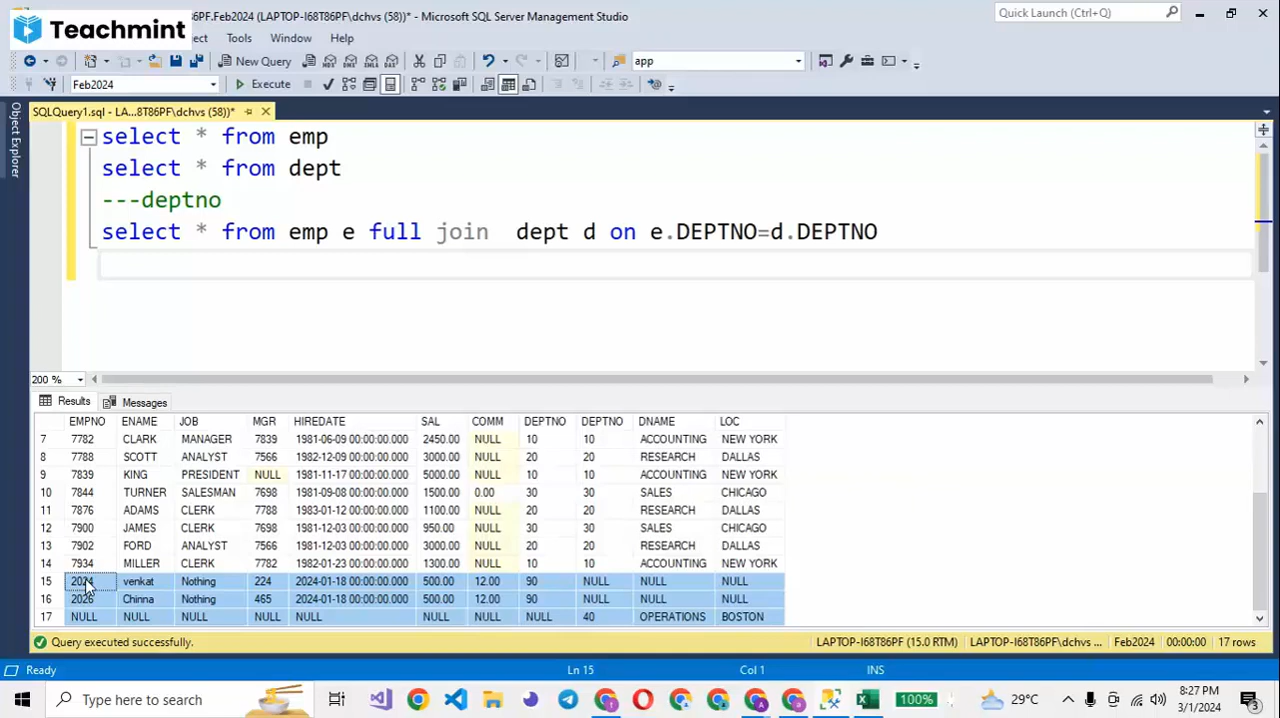 Teachmint
PF.Feb2024 (LAPTOP-I68T86PF\dchvs (58))* - Microsoft SQL Server Management Studio
Quick Launch (Ctrl+Q)
Tools Window Help
New Query
app
Feb2024
Execute
SQLQuery1.sql - LA...8T86PF\dchvs (58))*
Object Explorer
select * from emp
select * from dept
---deptno
select * from emp e full join dept d on e.DEPTNO=d.DEPTNO
200 %
Results Messages
EMPNO ENAME JOB MGR HIREDATE SAL COMM DEPTNO DEPTNO DNAME LOC
7 7782 CLARK MANAGER 7839 1981-06-09 00:00:00.000 2450.00 NULL 10 10 ACCOUNTING NEW YORK
8 7788 SCOTT ANALYST 7566 1982-12-09 00:00:00.000 3000.00 NULL 20 20 RESEARCH DALLAS
9 7839 KING PRESIDENT NULL 1981-11-17 00:00:00.000 5000.00 NULL 10 10 ACCOUNTING NEW YORK
10 7844 TURNER SALESMAN 7698 1981-09-08 00:00:00.000 1500.00 0.00 30 30 SALES CHICAGO
11 7876 ADAMS CLERK 7788 1983-01-12 00:00:00.000 1100.00 NULL 20 20 RESEARCH DALLAS
12 7900 JAMES CLERK 7698 1981-12-03 00:00:00.000 950.00 NULL 30 30 SALES CHICAGO
13 7902 FORD ANALYST 7566 1981-12-03 00:00:00.000 3000.00 NULL 20 20 RESEARCH DALLAS
14 7934 MILLER CLERK 7782 1982-01-23 00:00:00.000 1300.00 NULL 10 10 ACCOUNTING NEW YORK
15 2024 venkat Nothing 224 2024-01-18 00:00:00.000 500.00 12.00 90 NULL NULL NULL
16 2026 Chinna Nothing 465 2024-01-18 00:00:00.000 500.00 12.00 90 NULL NULL NULL
17 NULL NULL NULL NULL NULL NULL NULL NULL 40 OPERATIONS BOSTON
Query executed successfully. LAPTOP-I68T86PF (15.0 RTM) LAPTOP-I68T86PF\dchvs ... Feb2024 00:00:00 17 rows
Ready Ln 15 Col 1 INS
Type here to search 100% 29°C 8:27 PM
3/1/2024